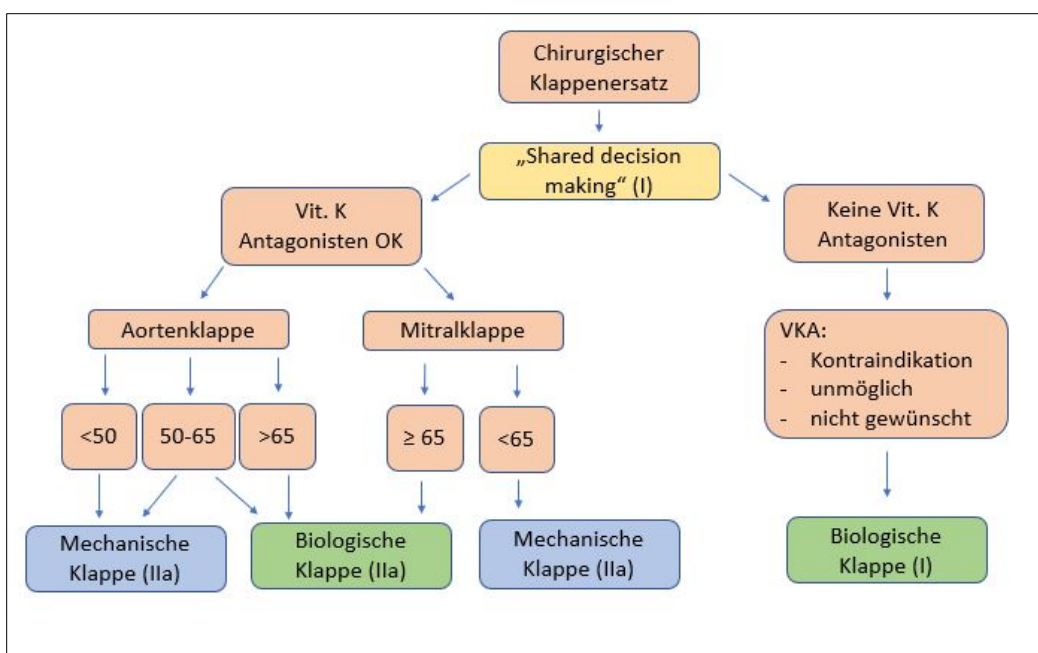 Chirurgischer
Klappenersatz
„Shared decision
making“ (I)
Vit. K
Antagonisten OK
Keine Vit. K
Antagonisten
Aortenklappe
Mitralklappe
VKA:
- Kontraindikation
- unmöglich
- nicht gewünscht
<50
50-65
>65
≥ 65
<65
Mechanische
Klappe (IIa)
Biologische
Klappe (IIa)
Mechanische
Klappe (IIa)
Biologische
Klappe (I)